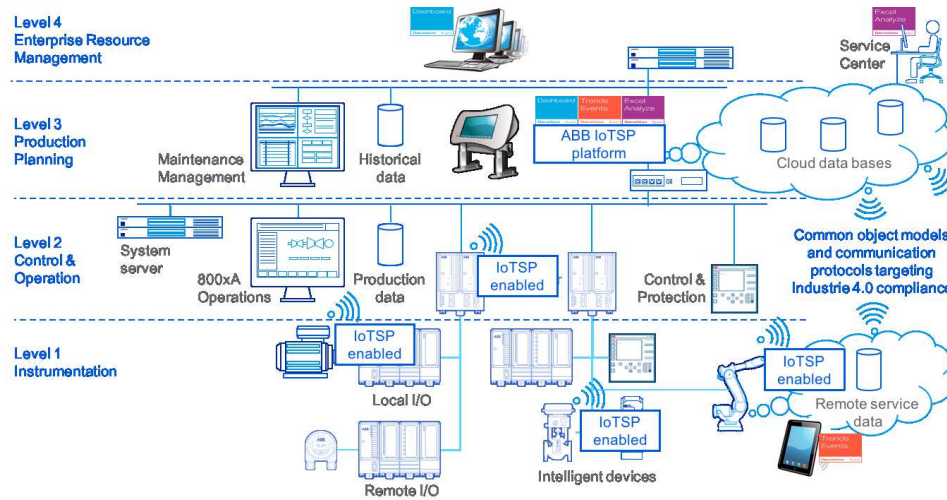 Level 4
Enterprise Resource
Management
Dashboard
Excel
Analyze
Service
Center
Level 3
Production
Planning
Maintenance
Management
Historical
data
Dashboard
Trends
Events
Excel
Analyze
ABB IoTSP
platform
Cloud data bases
Level 2
Control &
Operation
System
server
800xA
Operations
Production
data
IoTSP
enabled
Control &
Protection
Common object models
and communication
protocols targeting
Industrie 4.0 compliance
Level 1
Instrumentation
IoTSP
enabled
Local I/O
Remote I/O
IoTSP
enabled
Intelligent devices
IoTSP
enabled
Remote service
data
Trends
Events